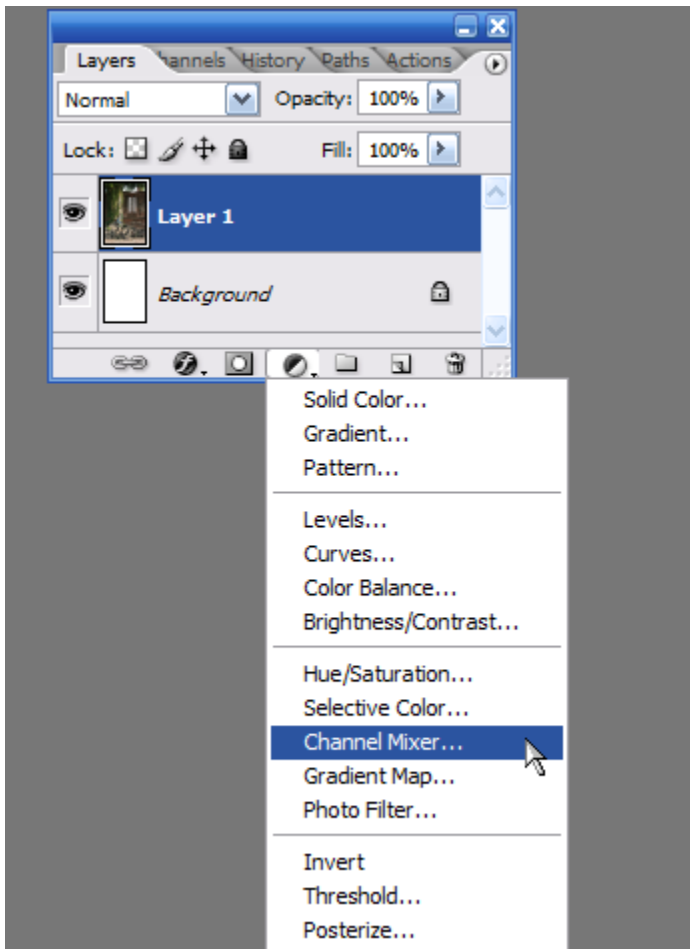 Layers hannels History Paths Actions
Normal Opacity: 100%
Lock: Fill: 100%
Layer 1
Background
Solid Color...
Gradient...
Pattern...
Levels...
Curves...
Color Balance...
Brightness/Contrast...
Hue/Saturation...
Selective Color...
Channel Mixer...
Gradient Map...
Photo Filter...
Invert
Threshold...
Posterize...